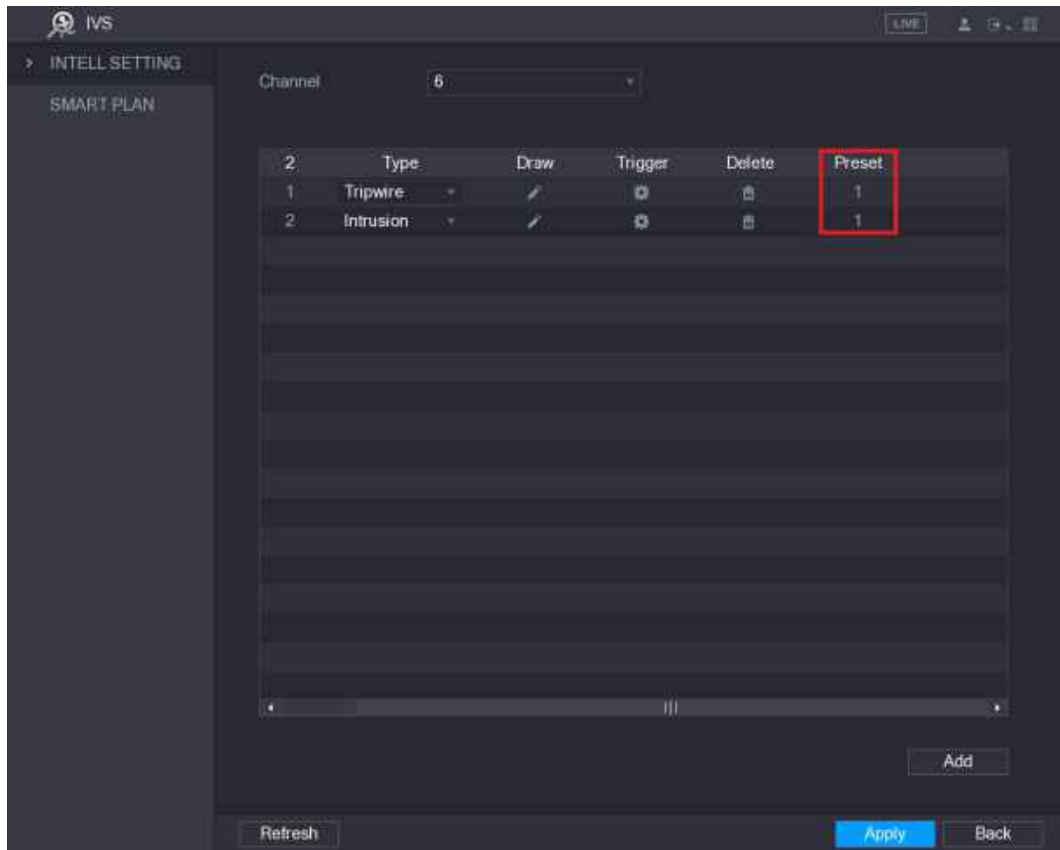 IVS
LIVE
INTELL SETTING
SMART PLAN
Channel 6
2 Type Draw Trigger Delete Preset
1 Tripwire 1
2 Intrusion 1
Add
Refresh Apply Back